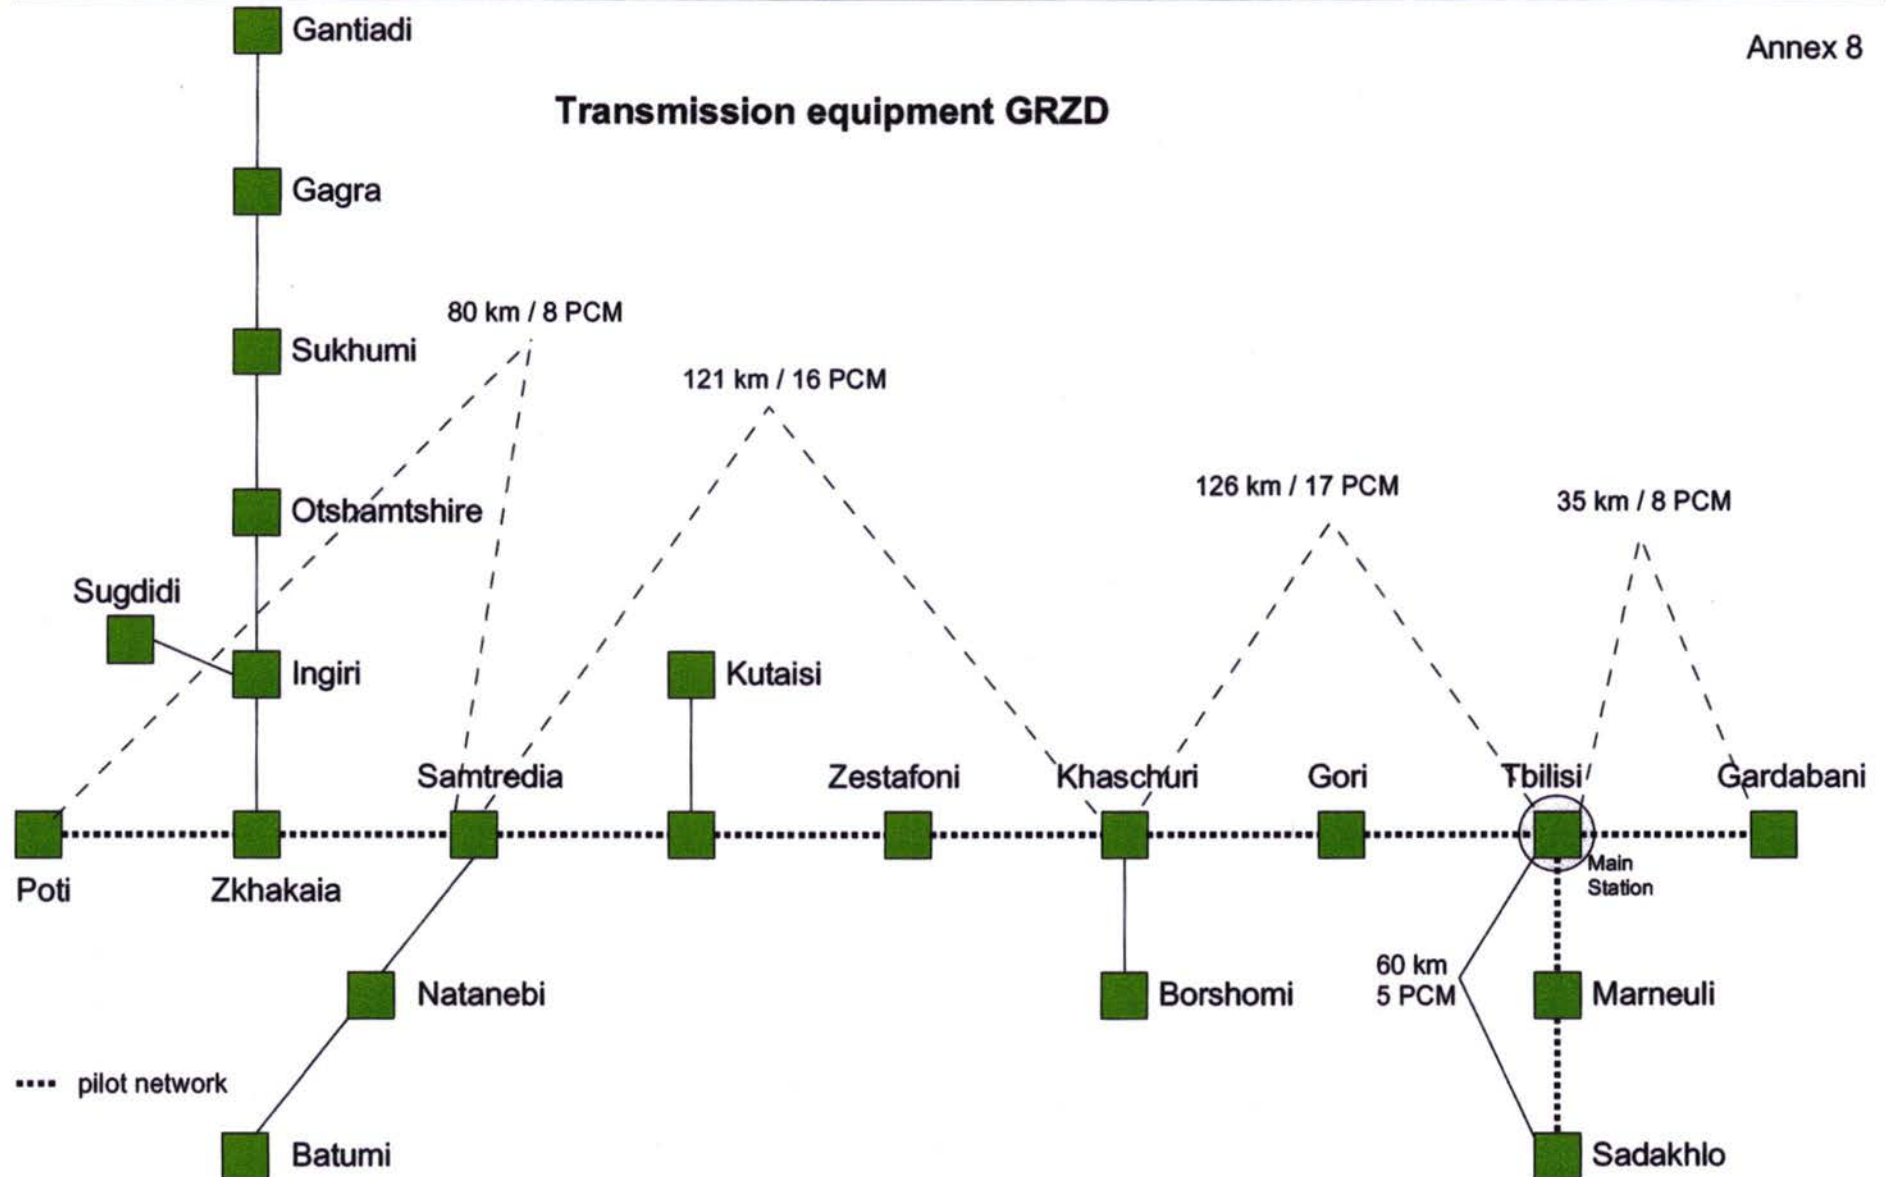 Gantiadi
Annex 8
Transmission equipment GRZD
Gagra
80 km / 8 PCM
Sukhumi
121 km / 16 PCM
126 km / 17 PCM
35 km / 8 PCM
Otshamtshire
Sugdidi
Ingiri
Kutaisi
Samtredia
Zestafoni
Khaschuri
Gori
Tbilisi
Gardabani
Main
Station
Poti
Zkhakaia
60 km
5 PCM
Natanebi
Borshomi
Marneuli
pilot network
Batumi
Sadakhlo